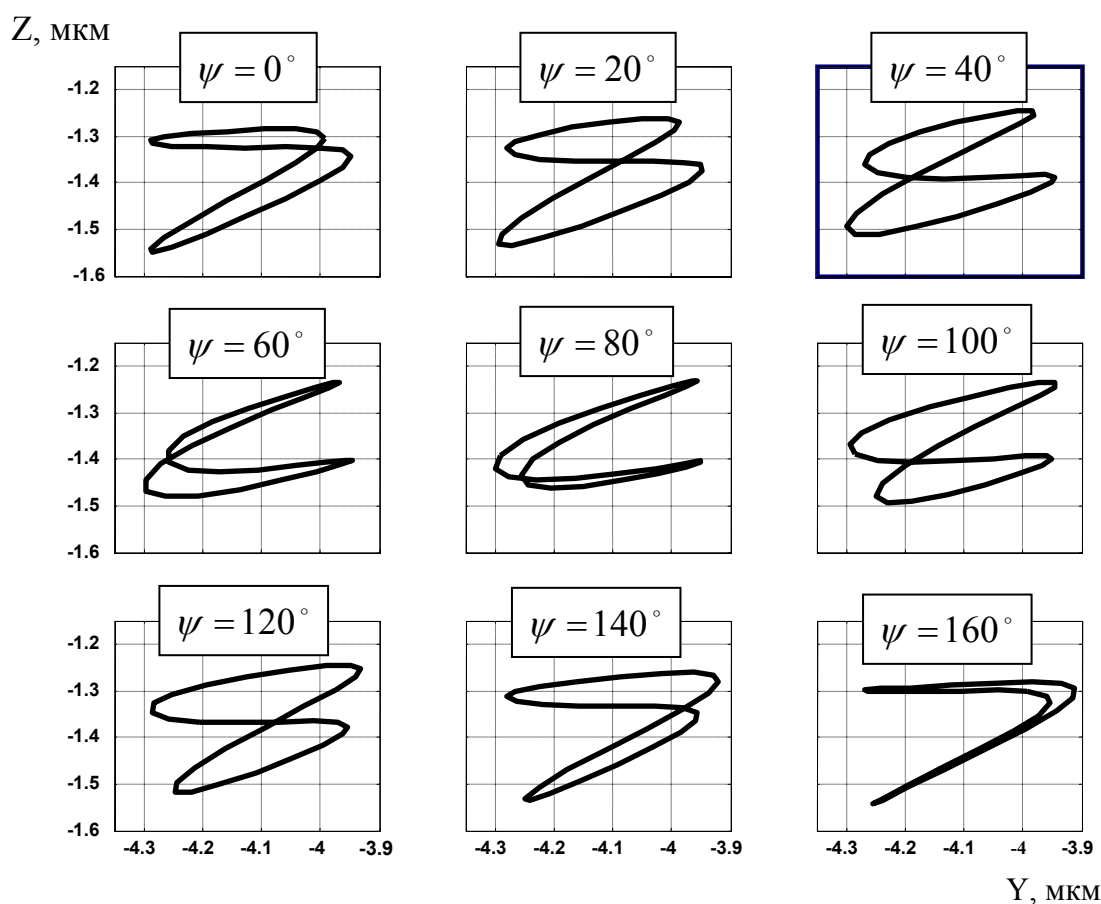 Z, мкм
ψ = 0°
ψ = 20°
ψ = 40°
-1.2
-1.3
-1.4
-1.5
-1.6
ψ = 60°
ψ = 80°
ψ = 100°
-1.2
-1.3
-1.4
-1.5
-1.6
ψ = 120°
ψ = 140°
ψ = 160°
-1.2
-1.3
-1.4
-1.5
-1.6
-4.3 -4.2 -4.1 -4 -3.9
-4.3 -4.2 -4.1 -4 -3.9
-4.3 -4.2 -4.1 -4 -3.9
Y, мкм